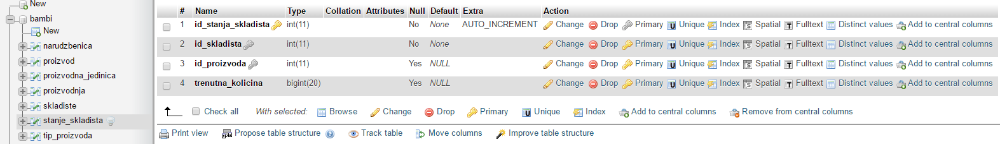 New
bambi
New
narudzbenica
proizvod
proizvodna_jedinica
proizvodnja
skladiste
stanje_skladista
tip_proizvoda
# Name Type Collation Attributes Null Default Extra Action
1 id_stanja_skladista int(11) No None AUTO_INCREMENT Change Drop Primary Unique Index Spatial Fulltext Distinct values Add to central columns
2 id_skladista int(11) No None Change Drop Primary Unique Index Spatial Fulltext Distinct values Add to central columns
3 id_proizvoda int(11) Yes NULL Change Drop Primary Unique Index Spatial Fulltext Distinct values Add to central columns
4 trenutna_kolicina bigint(20) Yes NULL Change Drop Primary Unique Index Spatial Fulltext Distinct values Add to central columns
Check all With selected: Browse Change Drop Primary Unique Index Add to central columns Remove from central columns
Print view Propose table structure Track table Move columns Improve table structure